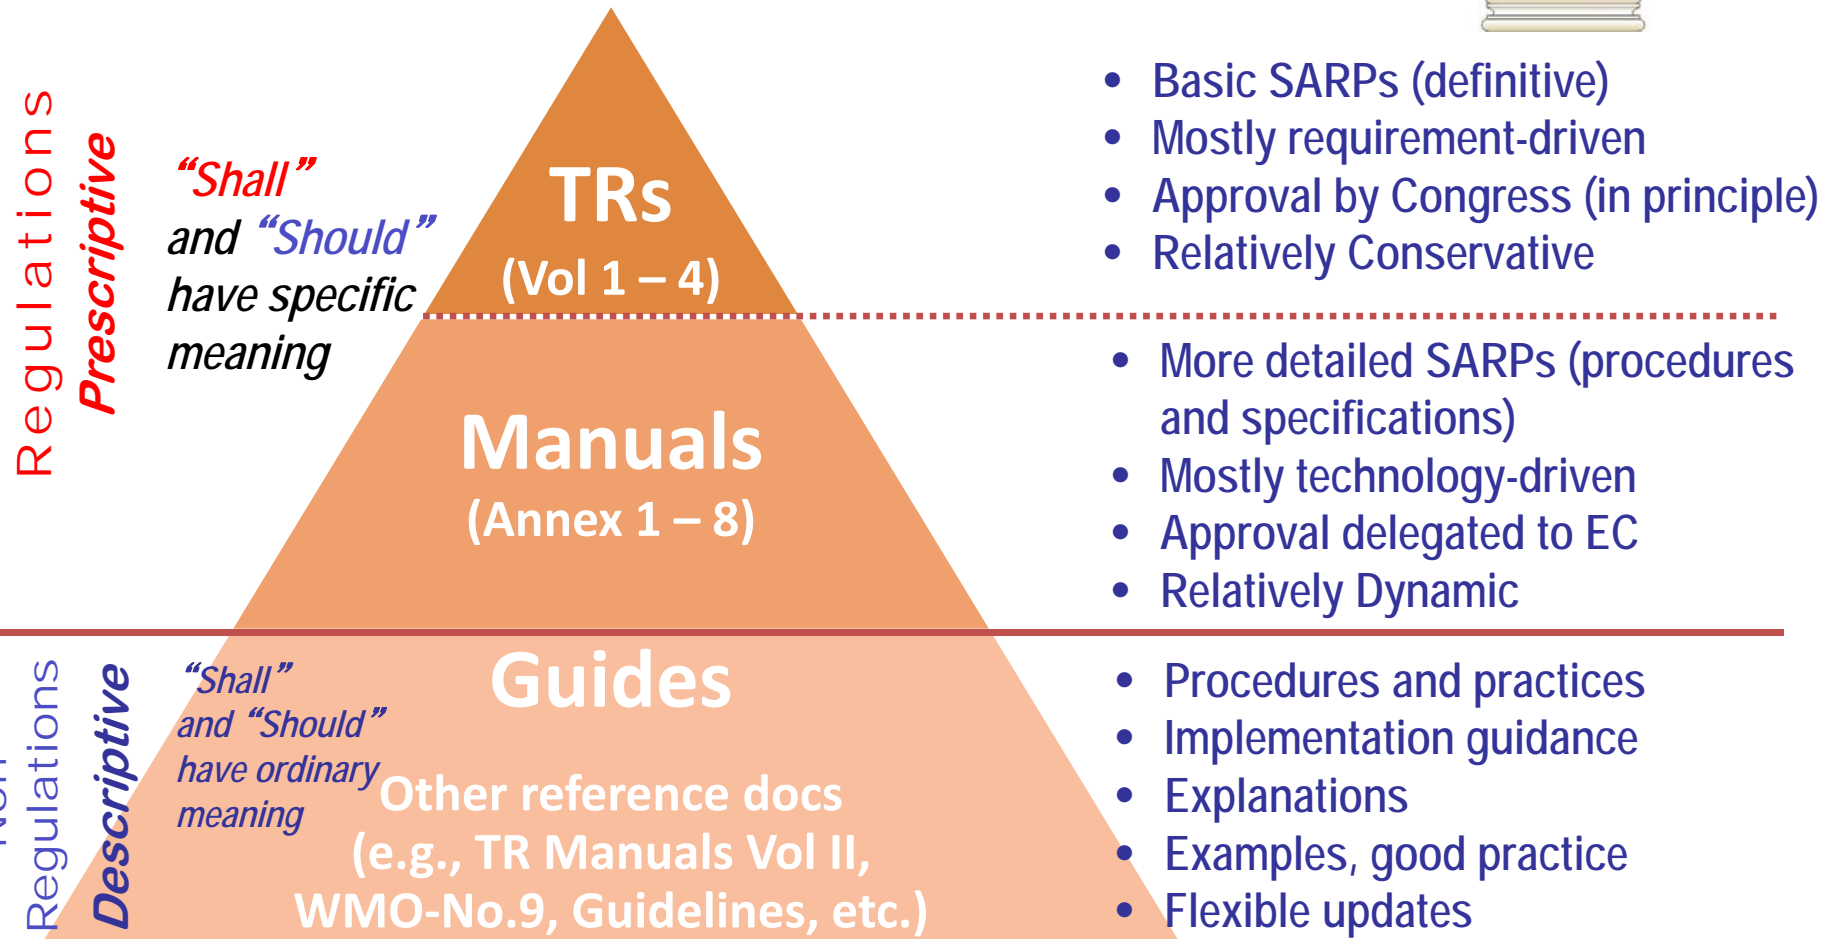 Regulations
Prescriptive
“Shall”
and “Should”
have specific
meaning
TRs
(Vol 1 – 4)
• Basic SARPs (definitive)
• Mostly requirement-driven
• Approval by Congress (in principle)
• Relatively Conservative
Manuals
(Annex 1 – 8)
• More detailed SARPs (procedures
and specifications)
• Mostly technology-driven
• Approval delegated to EC
• Relatively Dynamic
Regulations
Descriptive
“Shall”
and “Should”
have ordinary
meaning
Guides
Other reference docs
(e.g., TR Manuals Vol II,
WMO-No.9, Guidelines, etc.)
• Procedures and practices
• Implementation guidance
• Explanations
• Examples, good practice
• Flexible updates